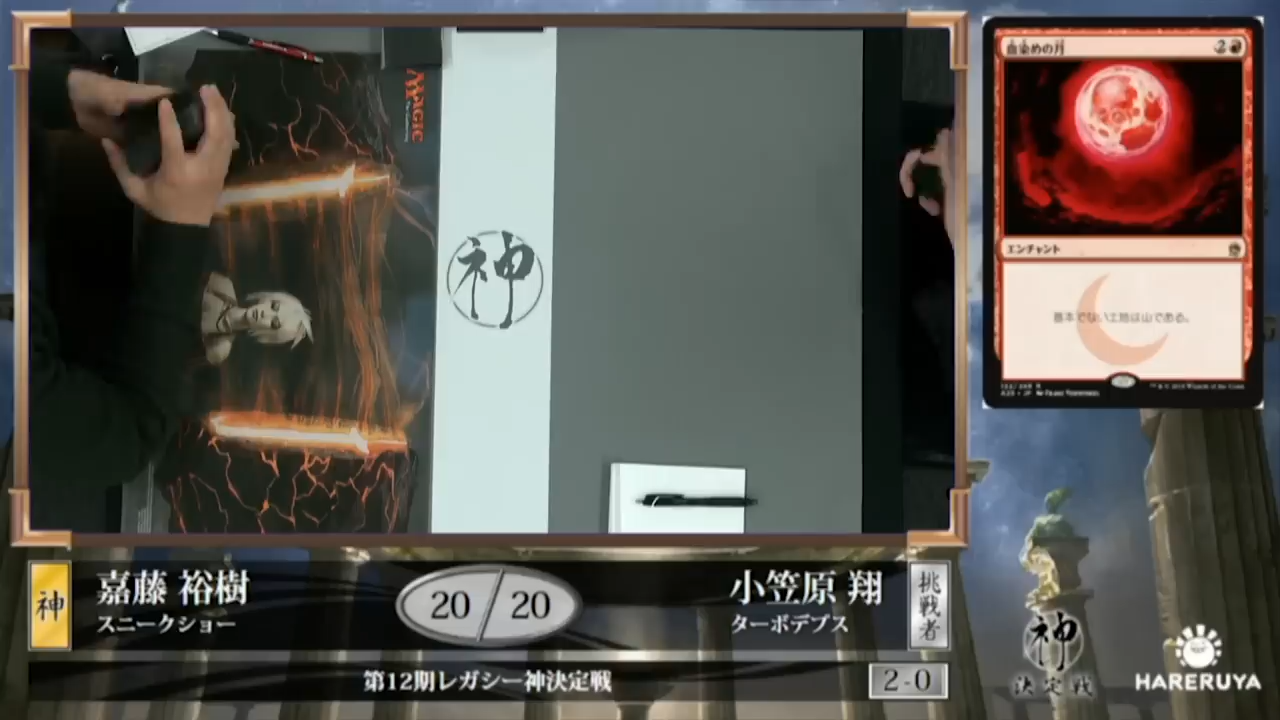 MAGIC
神
血染めの月
2
エンチャント
基本でない土地は山である。
神
嘉藤 裕樹
スニークショー
20/20
小笠原 翔
ターボデプス
挑戦者
第12期レガシー神決定戦
2-0
神
決定戦
HARERUYA